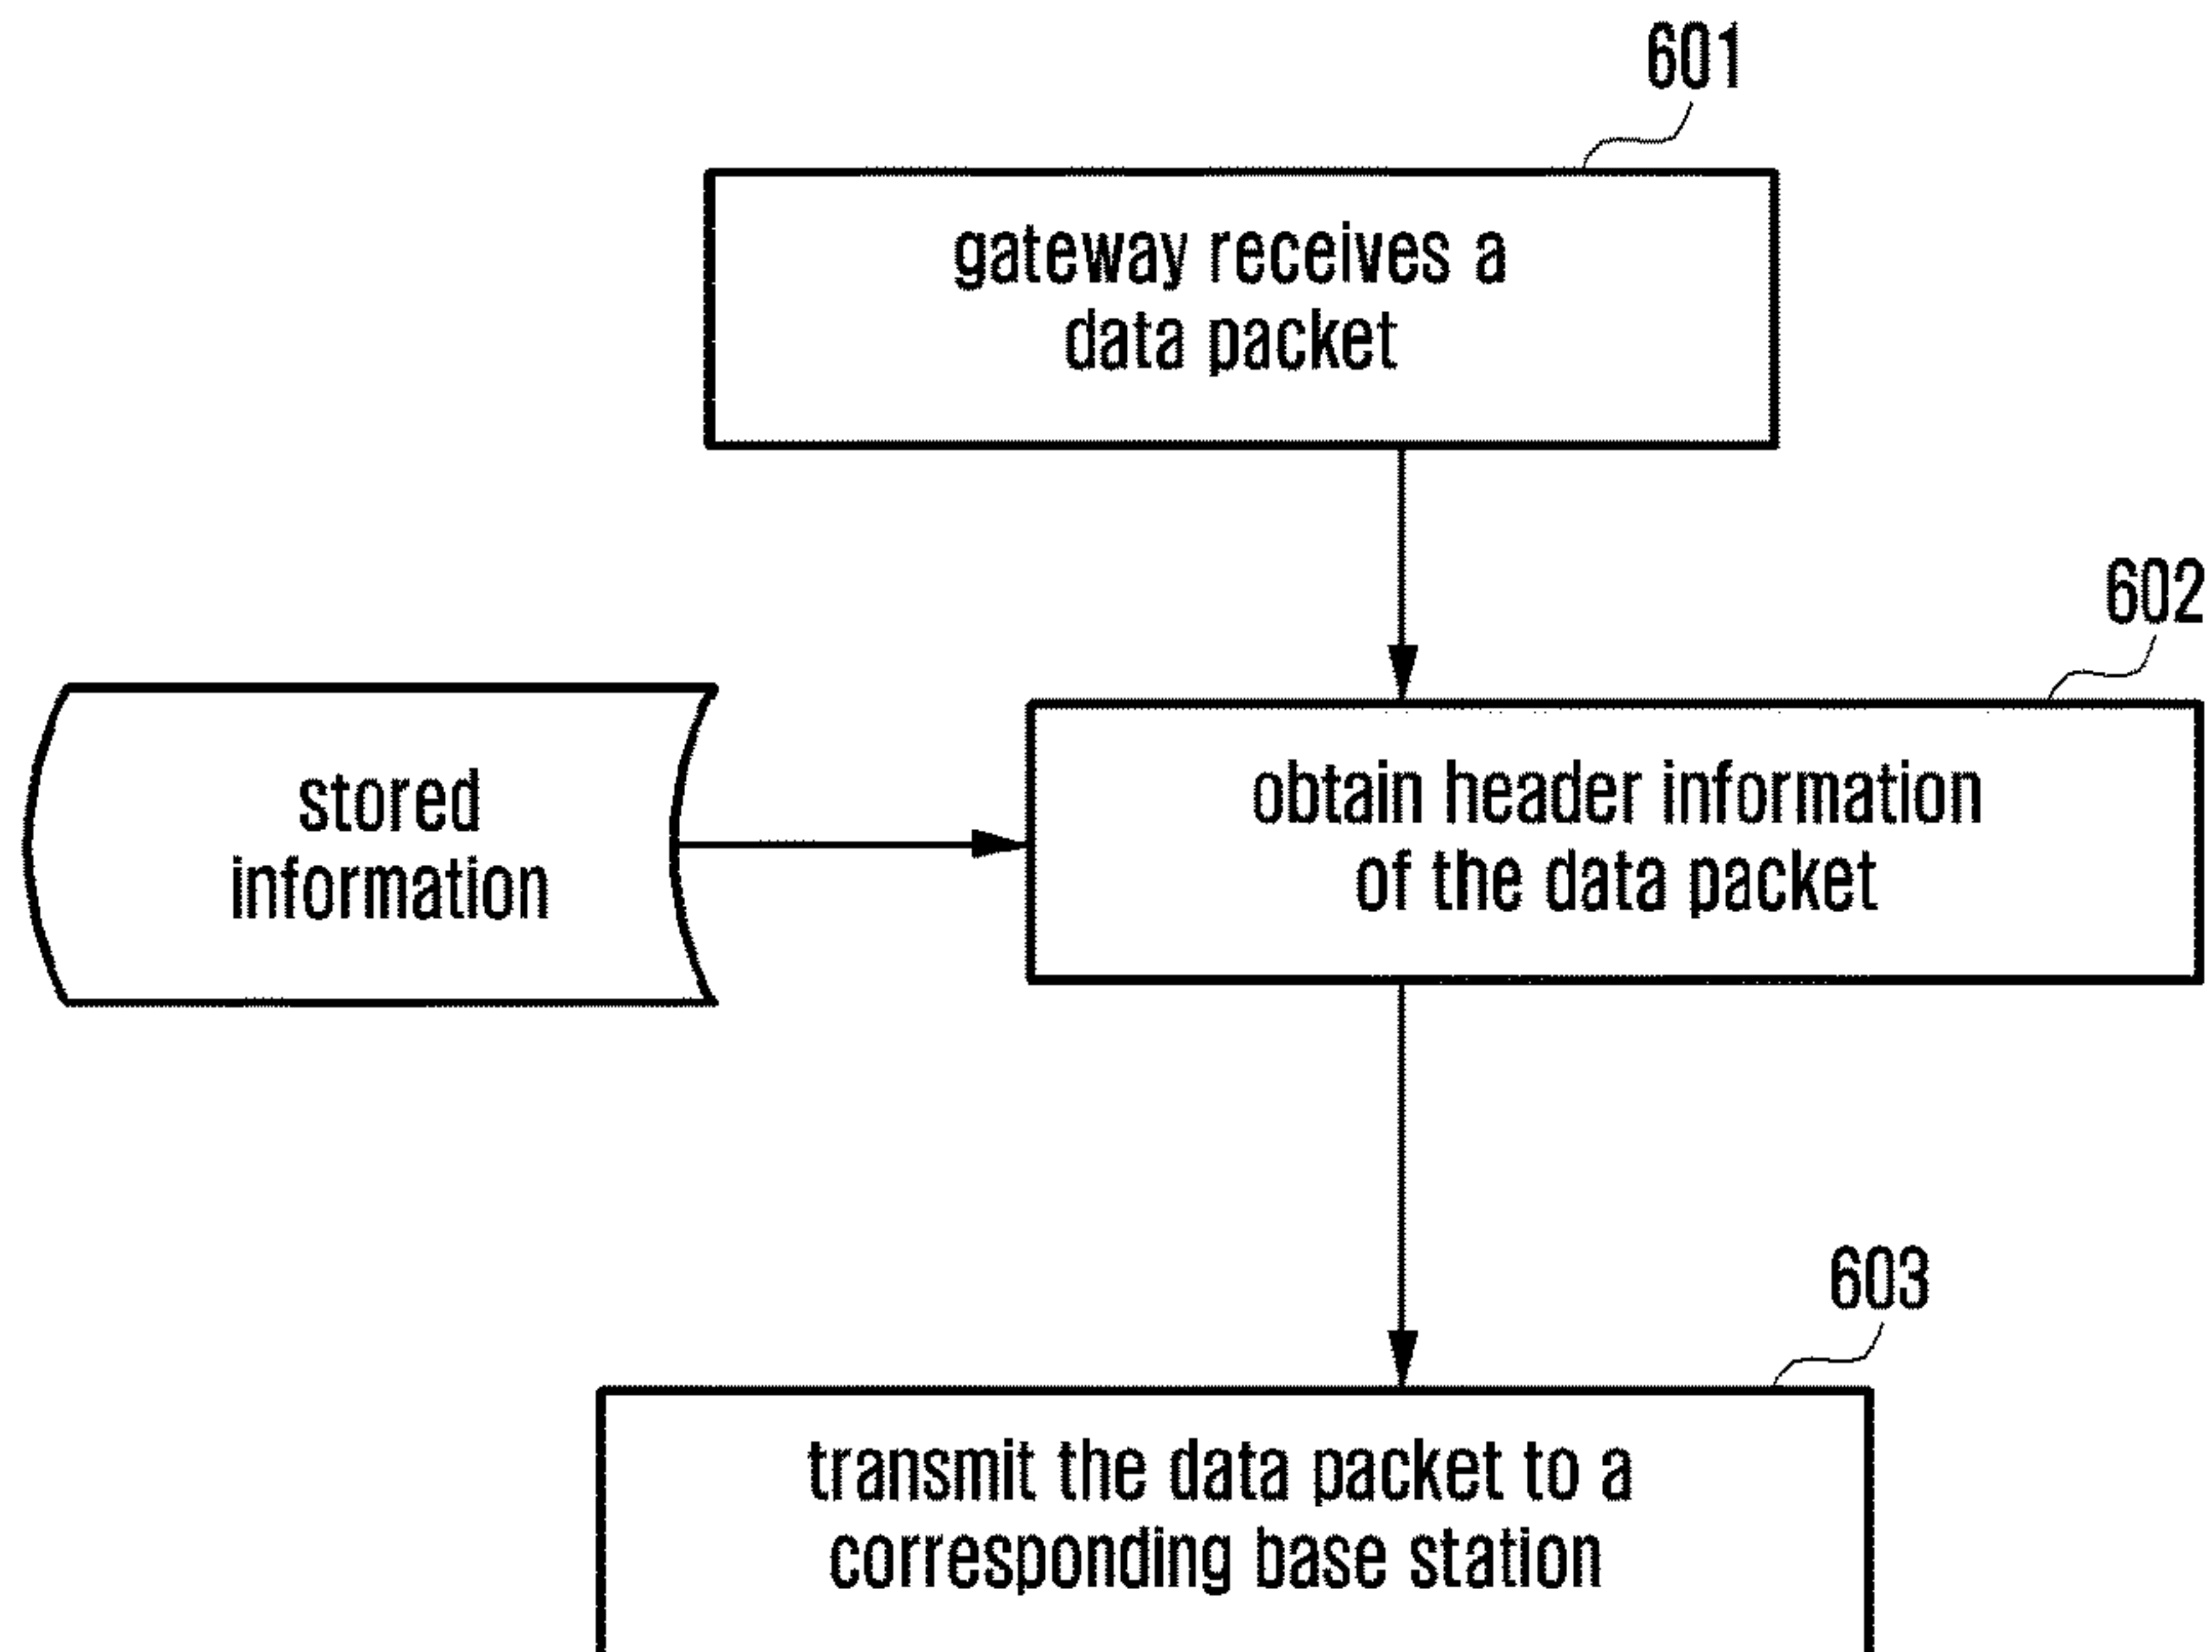 601
gateway receives a
data packet
602
stored
information
obtain header information
of the data packet
603
transmit the data packet to a
corresponding base station